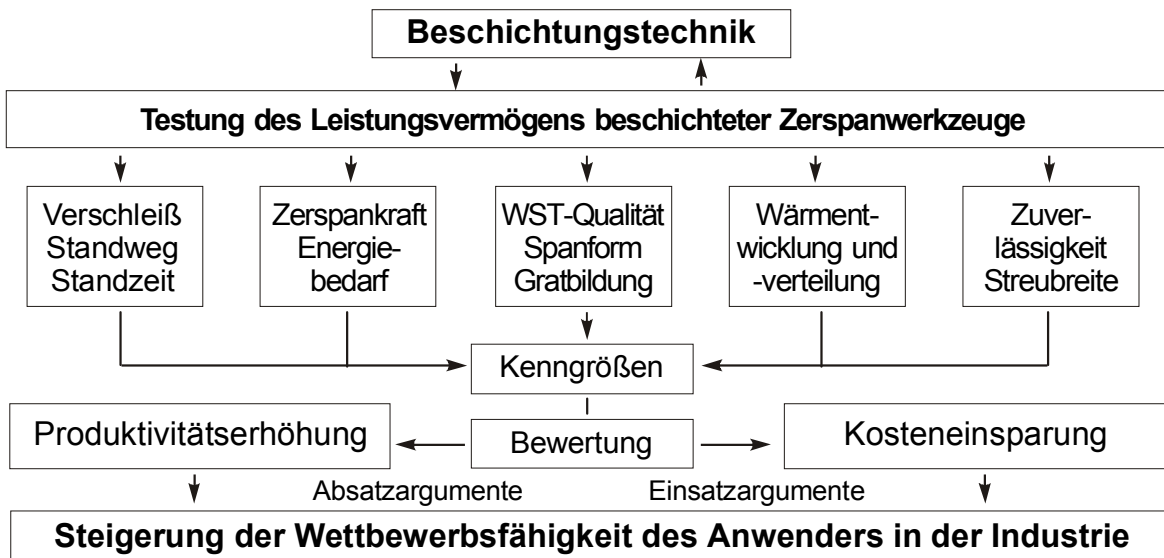 Beschichtungstechnik
Testung des Leistungsvermögens beschichteter Zerspanwerkzeuge
Verschleiß
Standweg
Standzeit
Zerspankraft
Energie-
bedarf
WST-Qualität
Spanform
Gratbildung
Wärment-
wicklung und
-verteilung
Zuver-
lässigkeit
Streubreite
Kenngrößen
Produktivitätserhöhung
Bewertung
Kosteneinsparung
Absatzargumente
Einsatzargumente
Steigerung der Wettbewerbsfähigkeit des Anwenders in der Industrie